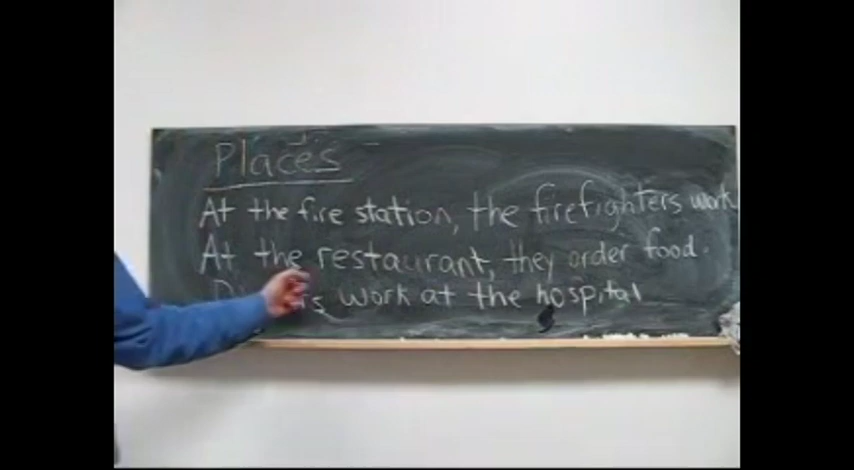 Places
At the fire station, the firefighters work
At the restaurant, they order food.
work at the hospital